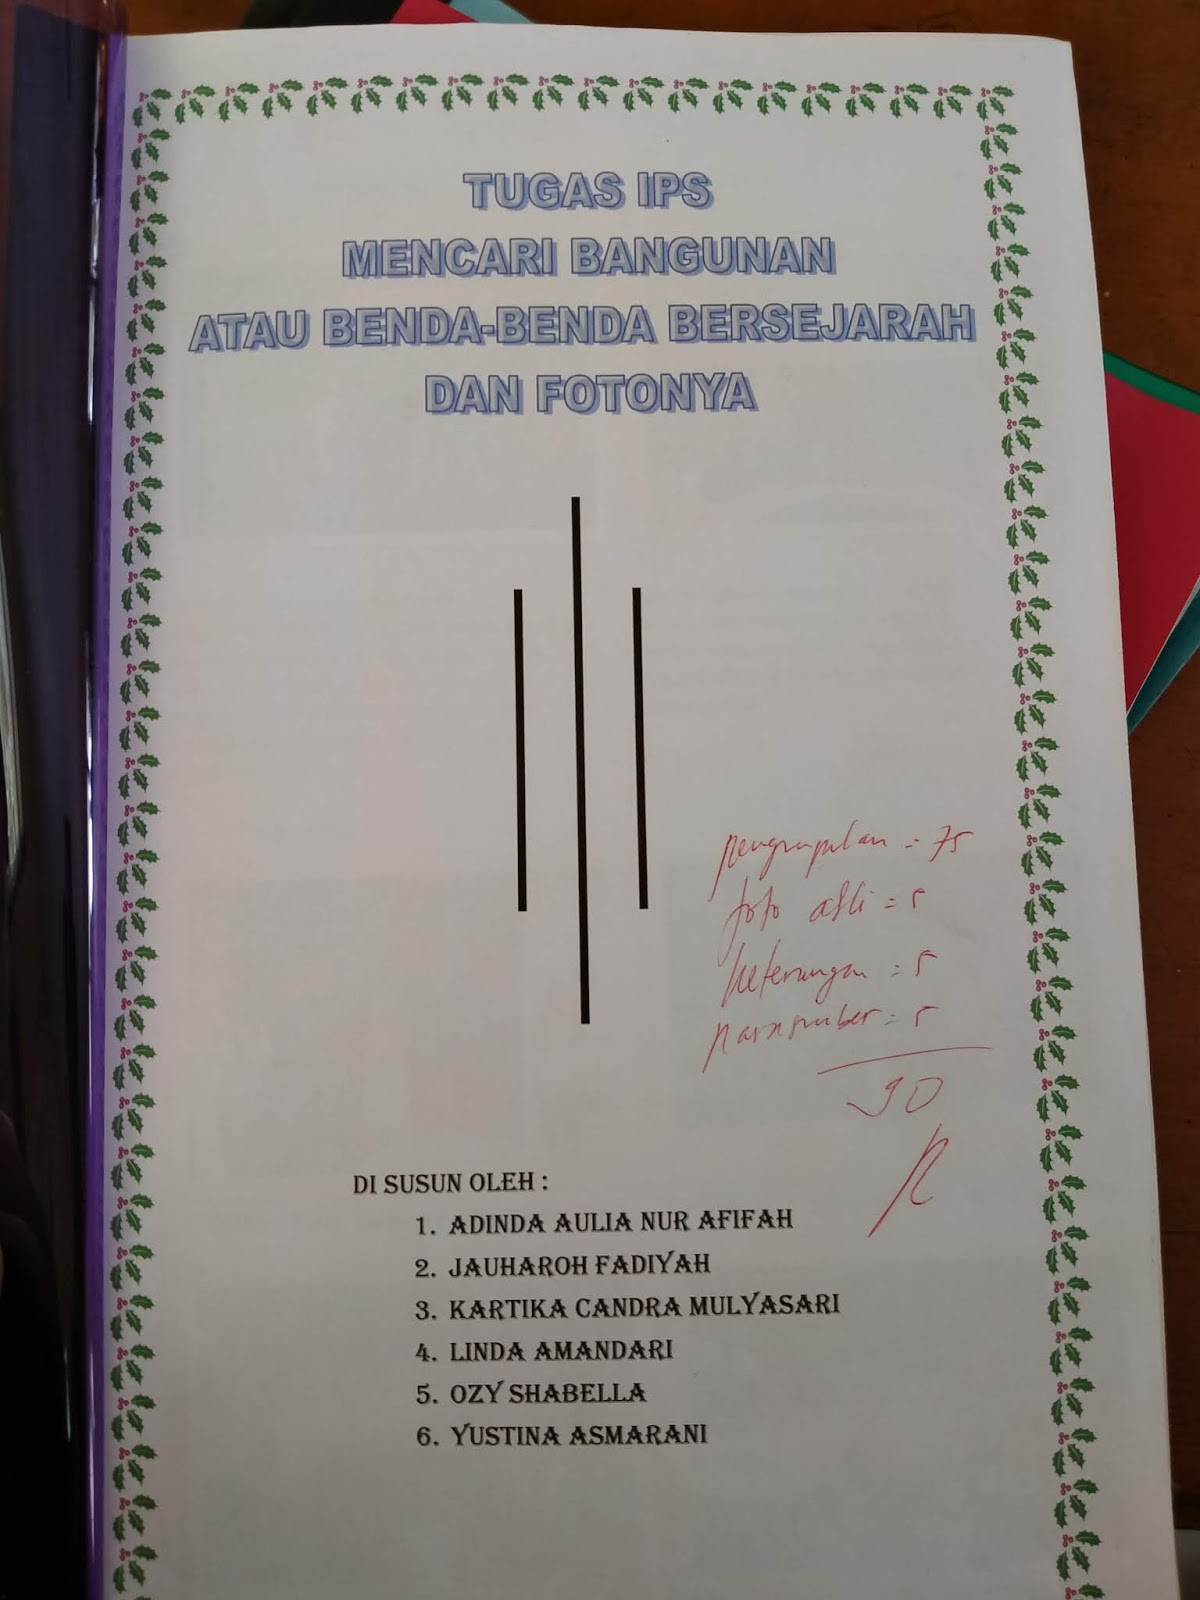 TUGAS IPS
MENCARI BANGUNAN
ATAU BENDA-BENDA BERSEJARAH
DAN FOTONYA
pengumpulan = 75
foto asli = 5
keterangan = 5
narasumber = 5
90
DI SUSUN OLEH :
1. ADINDA AULIA NUR AFIFAH
2. JAUHAROH FADIYAH
3. KARTIKA CANDRA MULYASARI
4. LINDA AMANDARI
5. OZY SHABELLA
6. YUSTINA ASMARANI